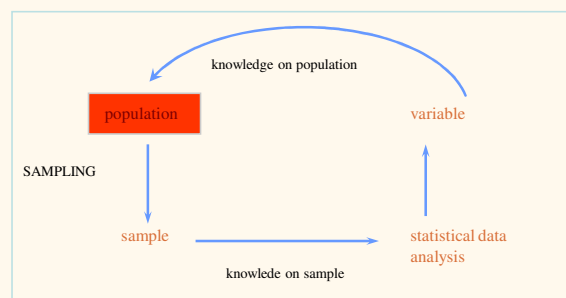 knowledge on population
population
variable
SAMPLING
sample
statistical data
analysis
knowlede on sample